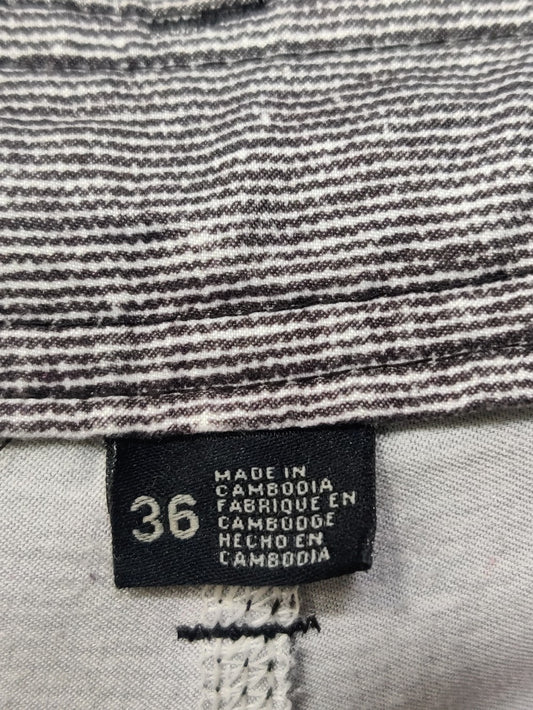 36
MADE IN
CAMBODIA
FABRIQUE EN
CAMBODGE
HECHO EN
CAMBODIA